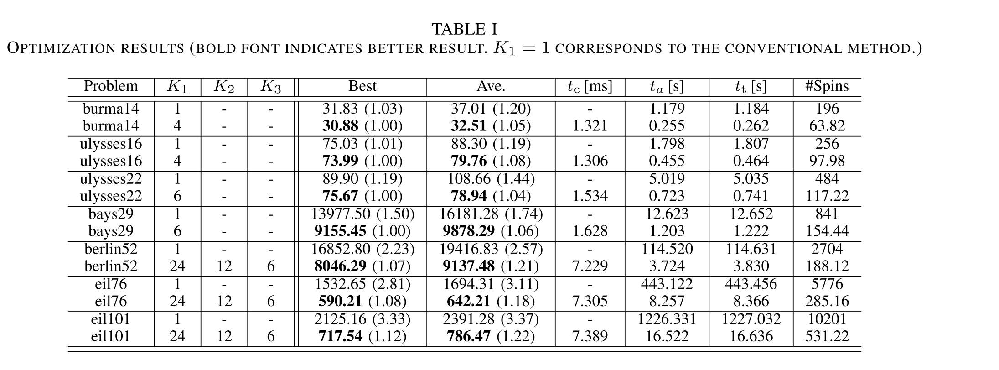 TABLE I
OPTIMIZATION RESULTS (BOLD FONT INDICATES BETTER RESULT. K1 = 1 CORRESPONDS TO THE CONVENTIONAL METHOD.)
Problem K1 K2 K3 Best Ave. tc [ms] ta [s] tt [s] #Spins
burma14 1 - - 31.83 (1.03) 37.01 (1.20) - 1.179 1.184 196
burma14 4 - - 30.88 (1.00) 32.51 (1.05) 1.321 0.255 0.262 63.82
ulysses16 1 - - 75.03 (1.01) 88.30 (1.19) - 1.798 1.807 256
ulysses16 4 - - 73.99 (1.00) 79.76 (1.08) 1.306 0.455 0.464 97.98
ulysses22 1 - - 89.90 (1.19) 108.66 (1.44) - 5.019 5.035 484
ulysses22 6 - - 75.67 (1.00) 78.94 (1.04) 1.534 0.723 0.741 117.22
bays29 1 - - 13977.50 (1.50) 16181.28 (1.74) - 12.623 12.652 841
bays29 6 - - 9155.45 (1.00) 9878.29 (1.06) 1.628 1.203 1.222 154.44
berlin52 1 - - 16852.80 (2.23) 19416.83 (2.57) - 114.520 114.631 2704
berlin52 24 12 6 8046.29 (1.07) 9137.48 (1.21) 7.229 3.724 3.830 188.12
eil76 1 - - 1532.65 (2.81) 1694.31 (3.11) - 443.122 443.456 5776
eil76 24 12 6 590.21 (1.08) 642.21 (1.18) 7.305 8.257 8.366 285.16
eil101 1 - - 2125.16 (3.33) 2391.28 (3.37) - 1226.331 1227.032 10201
eil101 24 12 6 717.54 (1.12) 786.47 (1.22) 7.389 16.522 16.636 531.22